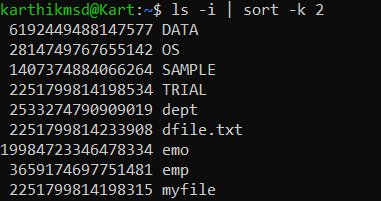 karthikmsd@Kart:~$ ls -i | sort -k 2
6192449488147577 DATA
2814749767655142 OS
1407374884066264 SAMPLE
2251799814198534 TRIAL
2533274790909019 dept
2251799814233908 dfile.txt
19984723346478334 emo
3659174697751481 emp
2251799814198315 myfile